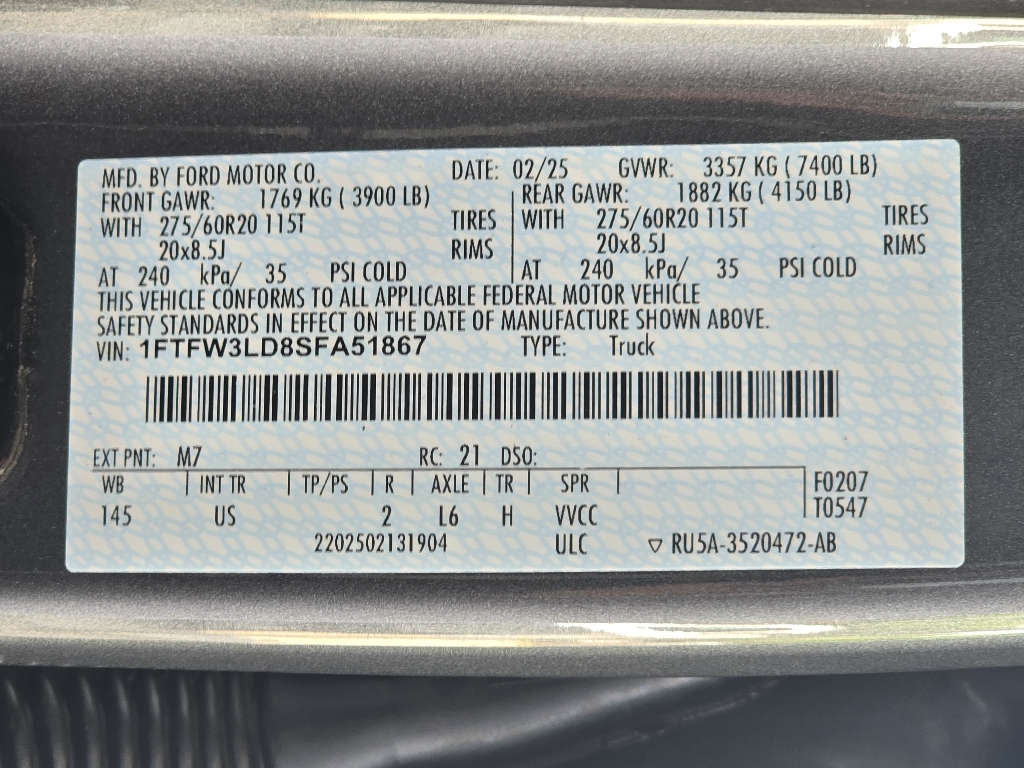 MFD. BY FORD MOTOR CO. DATE: 02/25 GVWR: 3357 KG ( 7400 LB)
FRONT GAWR: 1769 KG ( 3900 LB) REAR GAWR: 1882 KG ( 4150 LB)
WITH 275/60R20 115T TIRES WITH 275/60R20 115T TIRES
20x8.5J RIMS 20x8.5J RIMS
AT 240 kPa/ 35 PSI COLD AT 240 kPa/ 35 PSI COLD
THIS VEHICLE CONFORMS TO ALL APPLICABLE FEDERAL MOTOR VEHICLE
SAFETY STANDARDS IN EFFECT ON THE DATE OF MANUFACTURE SHOWN ABOVE.
VIN: 1FTFW3LD8SFA51867 TYPE: Truck
EXT PNT: M7 RC: 21 DSO:
WB INT TR TP/PS R AXLE TR SPR F0207
145 US 2 L6 H VVCC T0547
2202502131904 ULC ▽ RU5A-3520472-AB